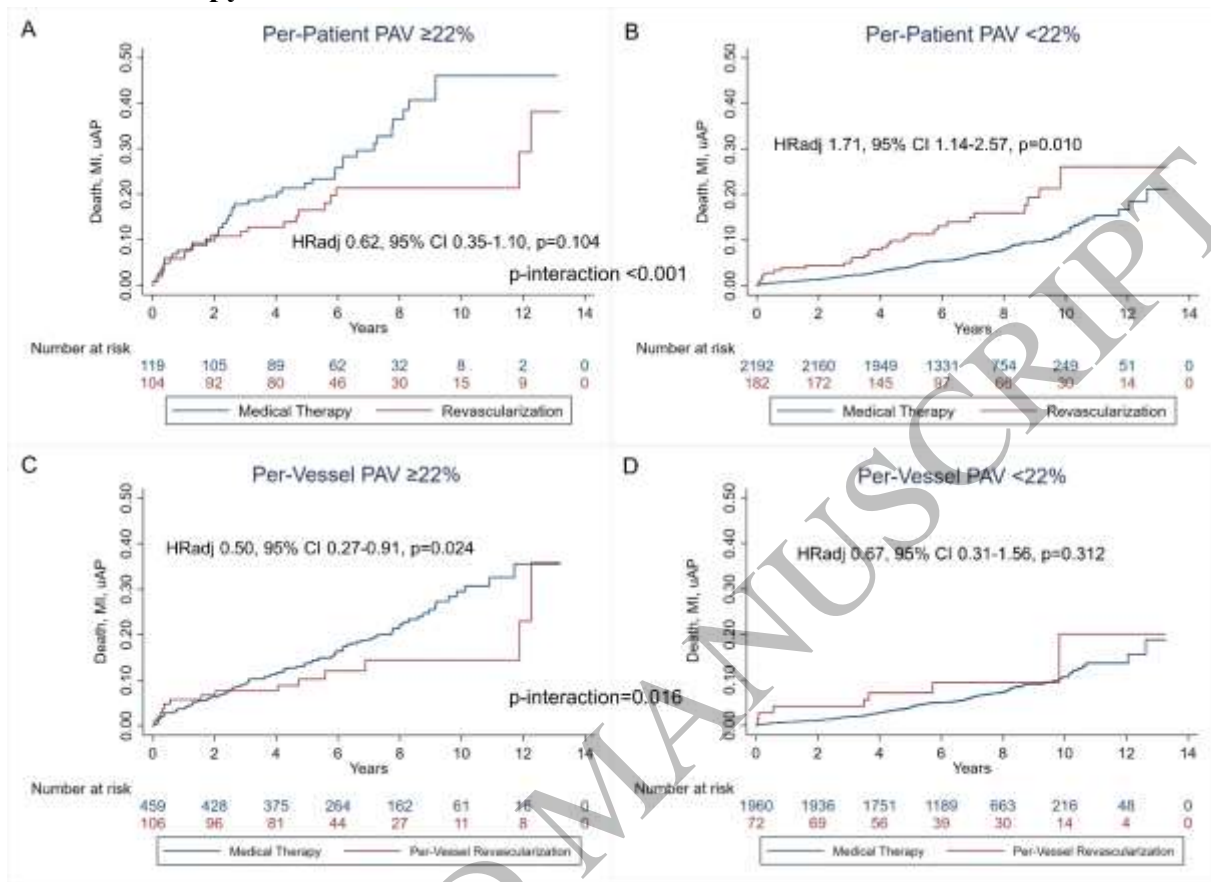 A
Per-Patient PAV ≥22%
Death, MI, uAP
0.50
0.40
0.30
0.20
0.10
0.00
HRadj 0.62, 95% CI 0.35-1.10, p=0.104
p-interaction <0.001
0 2 4 6 8 10 12 14
Years
Number at risk
119 105 89 62 32 8 2 0
104 92 80 46 30 15 9 0
Medical Therapy Revascularization
B
Per-Patient PAV <22%
Death, MI, uAP
0.50
0.40
0.30
0.20
0.10
0.00
HRadj 1.71, 95% CI 1.14-2.57, p=0.010
0 2 4 6 8 10 12 14
Years
Number at risk
2192 2160 1949 1331 754 249 51 0
182 172 145 97 30 14 0
Medical Therapy Revascularization
C
Per-Vessel PAV ≥22%
Death, MI, uAP
0.50
0.40
0.30
0.20
0.10
0.00
HRadj 0.50, 95% CI 0.27-0.91, p=0.024
p-interaction=0.016
0 2 4 6 8 10 12 14
Years
Number at risk
459 428 375 264 162 61 16 0
106 96 81 44 27 11 8 0
Medical Therapy Per-Vessel Revascularization
D
Per-Vessel PAV <22%
Death, MI, uAP
0.50
0.40
0.30
0.20
0.10
0.00
HRadj 0.67, 95% CI 0.31-1.56, p=0.312
0 2 4 6 8 10 12 14
Years
Number at risk
1960 1936 1751 1189 663 216 48 0
72 69 56 39 30 14 4 0
Medical Therapy Per-Vessel Revascularization
D MANUSCRIPT